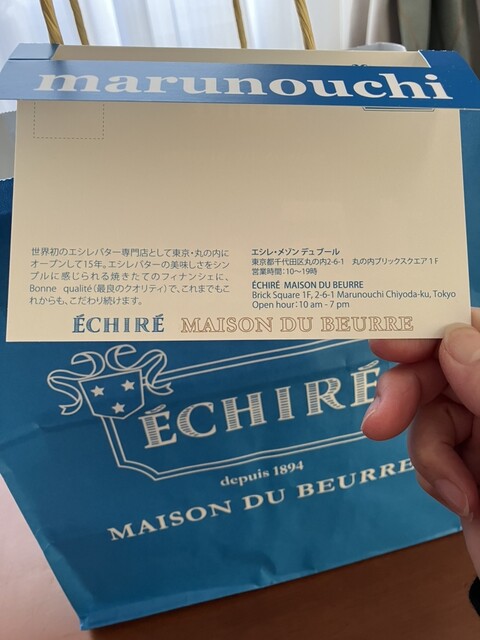 marunouchi
世界初のエシレバター専門店として東京・丸の内に
オープンして15年。エシレバターの美味しさをシン
プルに感じられる焼きたてのフィナンシェに、
Bonne qualité（最良のクオリティ）で、これまでもこ
れからも、こだわり続けます。
エシレ・メゾン デュ ブール
東京都千代田区丸の内2-6-1 丸の内ブリックスクエア 1F
営業時間：10〜19時
ÉCHIRÉ MAISON DU BEURRE
Brick Square 1F, 2-6-1 Marunouchi Chiyoda-ku, Tokyo
Open hour: 10 am - 7 pm
ÉCHIRÉ MAISON DU BEURRE
ÉCHIRÉ
depuis 1894
MAISON DU BEURRE